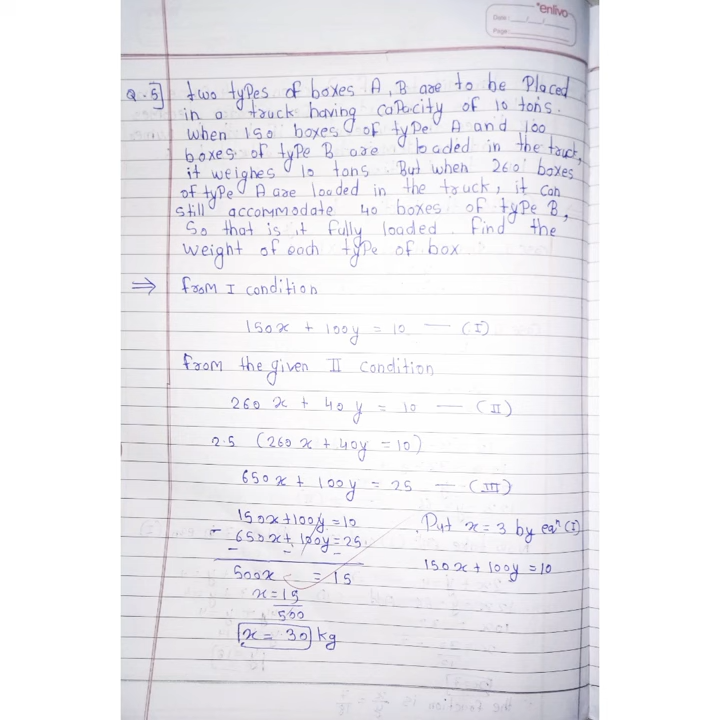 enlivo
Date :
Page :
Q.5] two types of boxes A, B are to be Placed
in a truck having capacity of 10 tons.
when 150 boxes of type A and 100
boxes of type B are loaded in the truck,
it weighes 10 tons. But when 260 boxes
of type A are loaded in the truck, it can
still accommodate 40 boxes of type B,
So that is it fully loaded. find the
weight of each type of box
⇒ from I condition
150x + 100y = 10 — (I)
from the given II condition
260 x + 40 y = 10 — (II)
2.5 (260 x + 40y = 10)
650x + 100y = 25 — (III)
150x + 100y = 10
- 650x + 100y = 25
500x = 15
x = 15
500
x = 30 kg
Put x = 3 by eqⁿ (I)
150x + 100y = 10